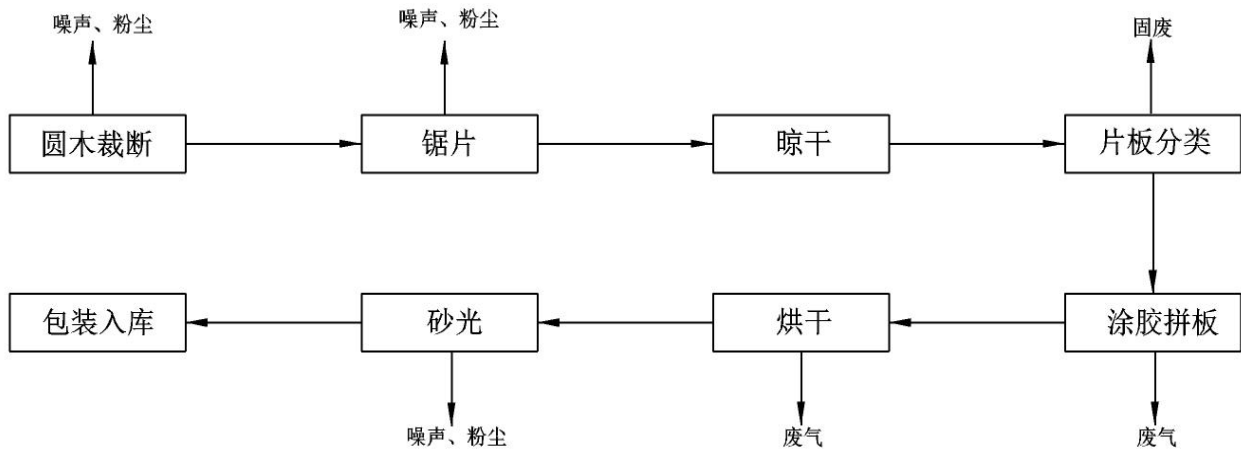 噪声、粉尘
噪声、粉尘
固废
圆木裁断
锯片
晾干
片板分类
包装入库
砂光
烘干
涂胶拼板
噪声、粉尘
废气
废气